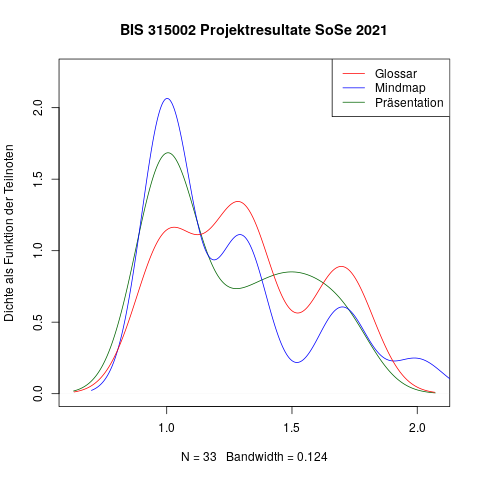 BIS 315002 Projektresultate SoSe 2021
Glossar
Mindmap
Präsentation
Dichte als Funktion der Teilnoten
2.0
1.5
1.0
0.5
0.0
1.0 1.5 2.0
N = 33 Bandwidth = 0.124